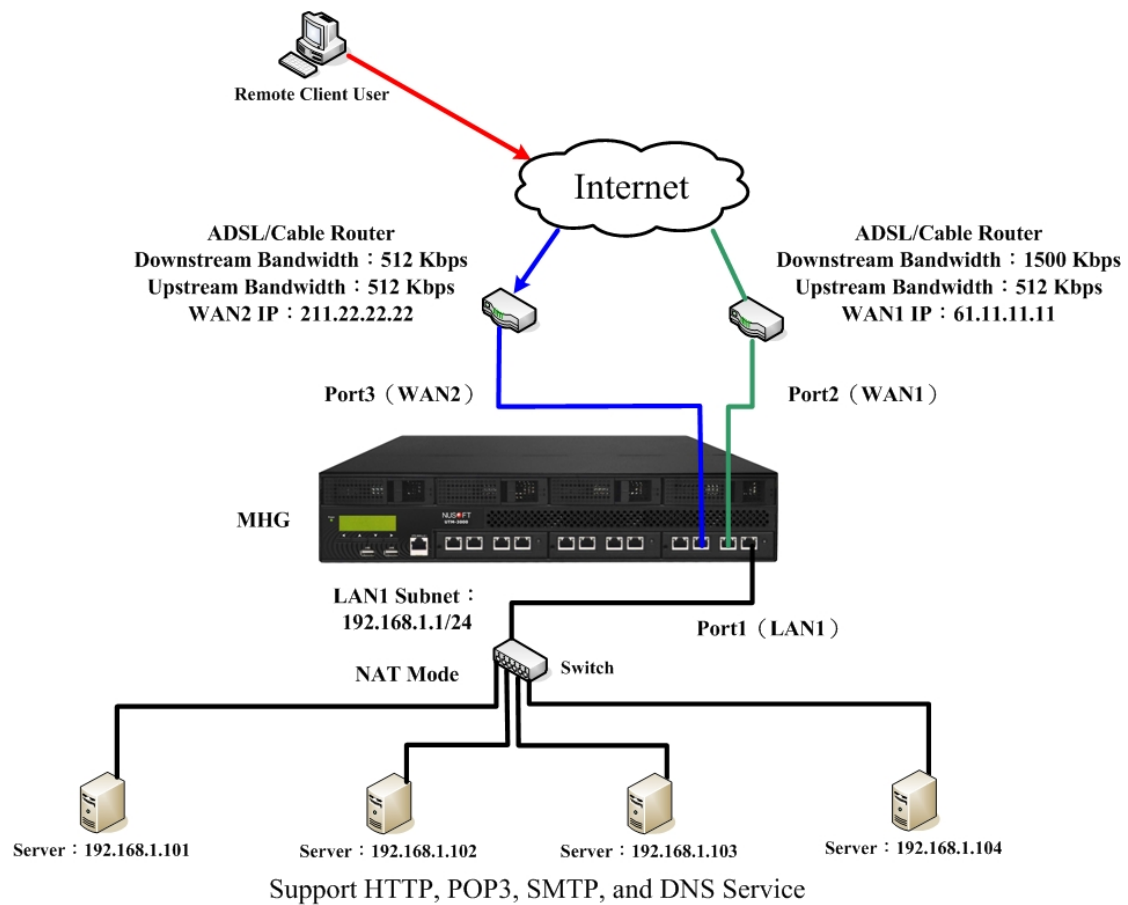 Remote Client User
Internet
ADSL/Cable Router
Downstream Bandwidth：512 Kbps
Upstream Bandwidth：512 Kbps
WAN2 IP：211.22.22.22
ADSL/Cable Router
Downstream Bandwidth：1500 Kbps
Upstream Bandwidth：512 Kbps
WAN1 IP：61.11.11.11
Port3（WAN2）
Port2（WAN1）
MHG
NUSOFT
LAN1 Subnet：
192.168.1.1/24
Port1（LAN1）
NAT Mode
Switch
Server：192.168.1.101
Server：192.168.1.102
Server：192.168.1.103
Server：192.168.1.104
Support HTTP, POP3, SMTP, and DNS Service